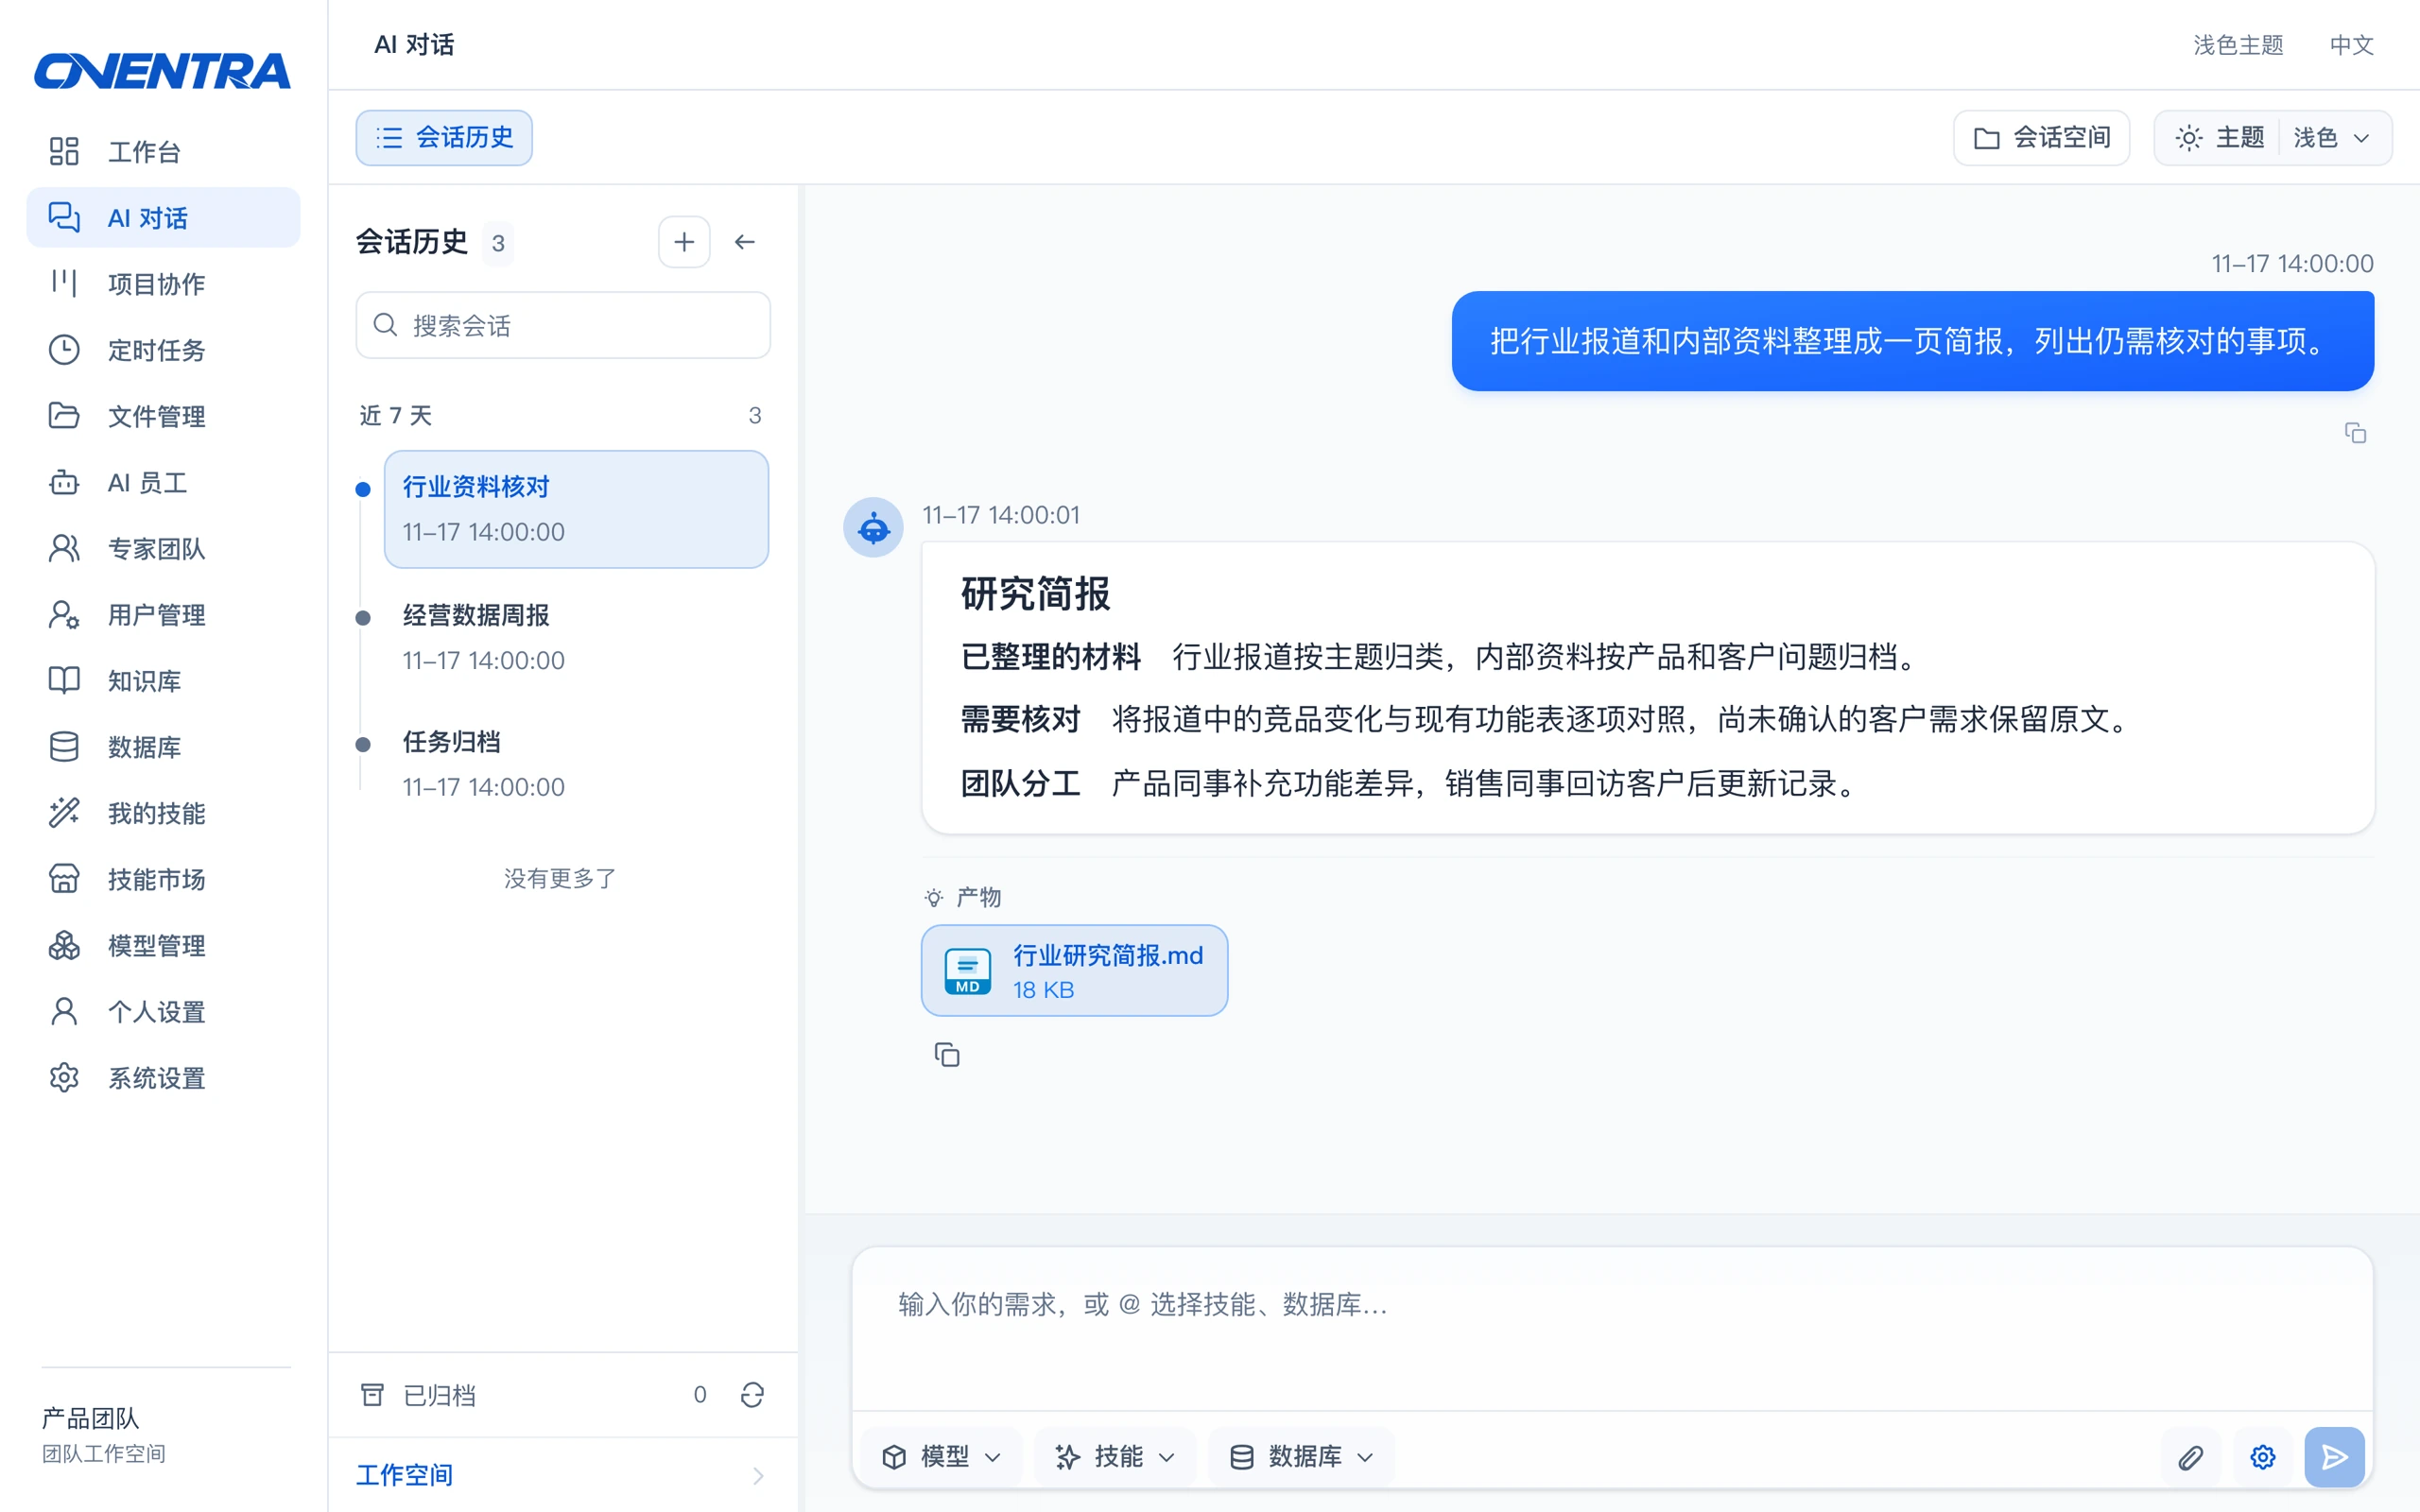 ONENTRA
工作台
AI 对话
项目协作
定时任务
文件管理
AI 员工
专家团队
用户管理
知识库
数据库
我的技能
技能市场
模型管理
个人设置
系统设置
产品团队
团队工作空间
AI 对话
浅色主题
中文
会话历史
会话空间
主题
浅色
会话历史
3
搜索会话
近 7 天
3
行业资料核对
11–17 14:00:00
经营数据周报
11–17 14:00:00
任务归档
11–17 14:00:00
没有更多了
已归档
0
工作空间
11–17 14:00:00
把行业报道和内部资料整理成一页简报，列出仍需核对的事项。
11–17 14:00:01
研究简报
已整理的材料 行业报道按主题归类，内部资料按产品和客户问题归档。
需要核对 将报道中的竞品变化与现有功能表逐项对照，尚未确认的客户需求保留原文。
团队分工 产品同事补充功能差异，销售同事回访客户后更新记录。
产物
MD
行业研究简报.md
18 KB
输入你的需求，或 @ 选择技能、数据库...
模型
技能
数据库